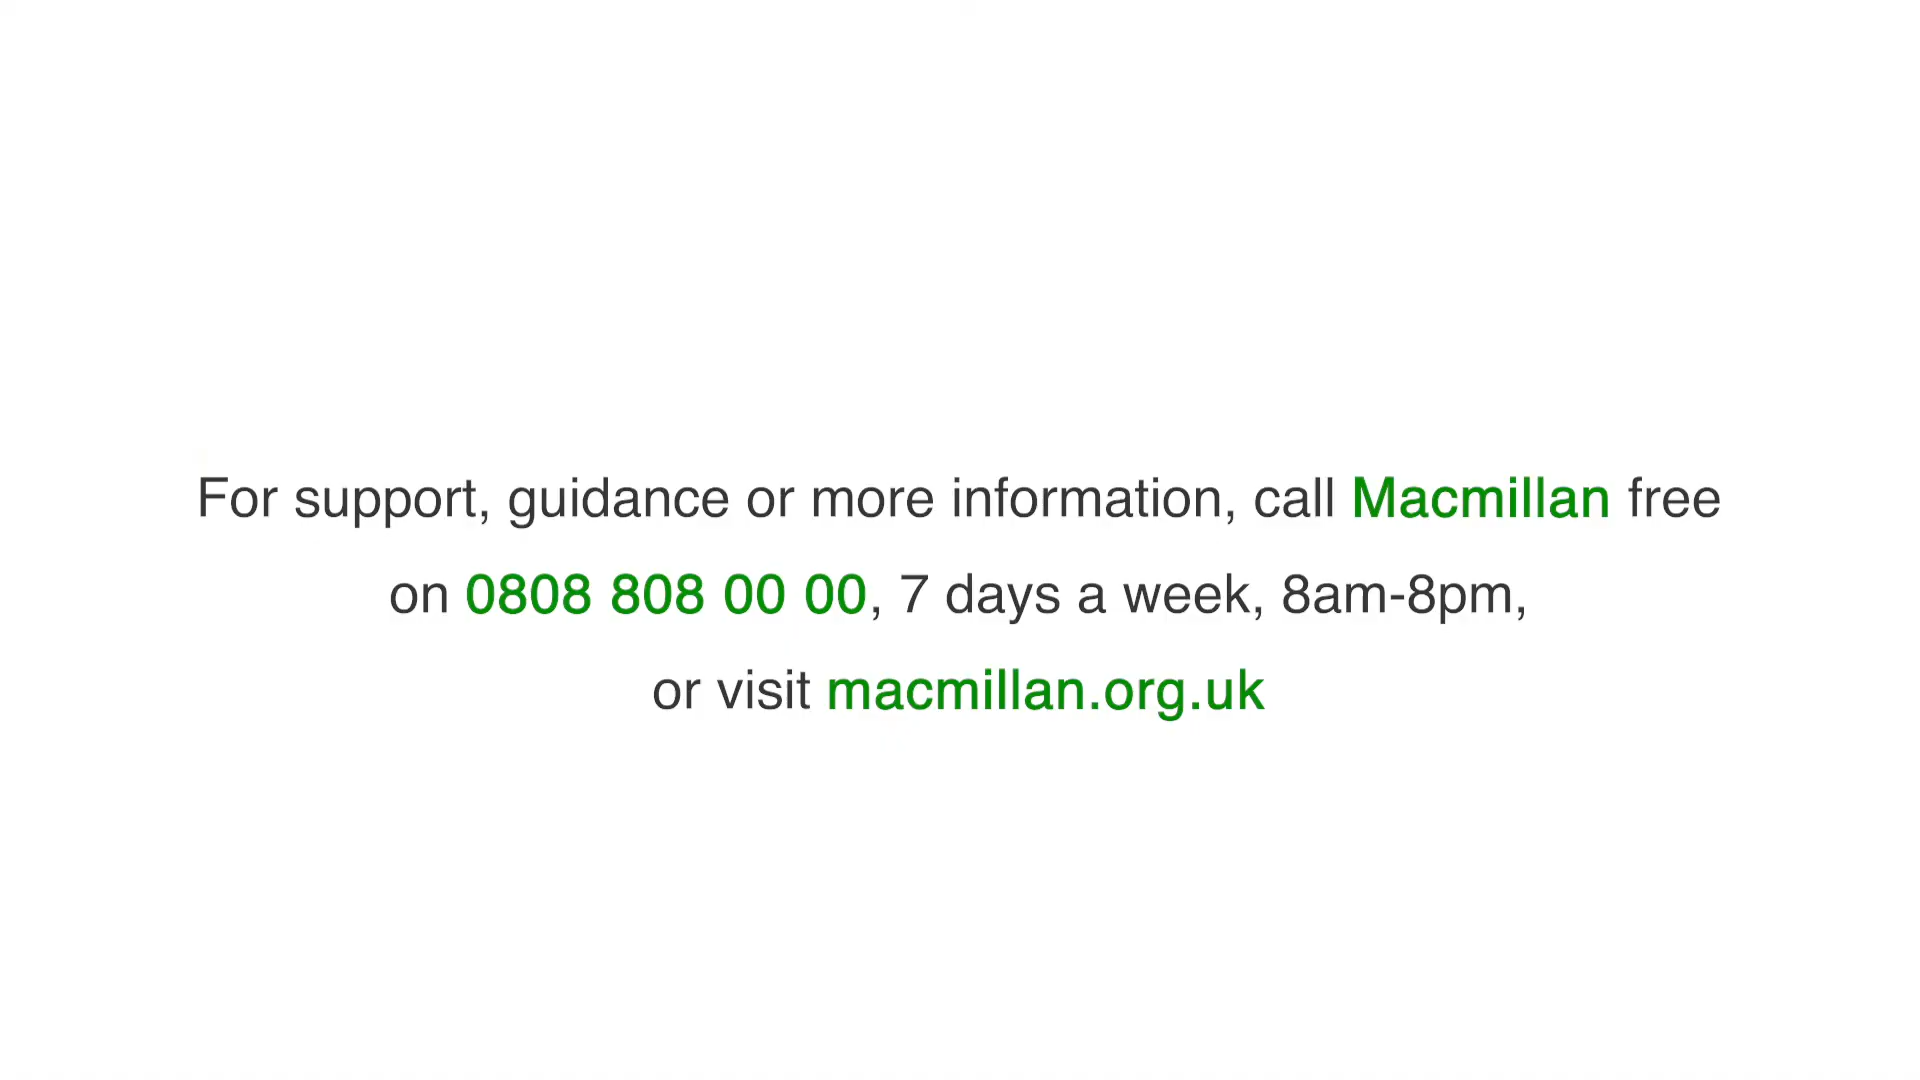 For support, guidance or more information, call Macmillan free
on 0808 808 00 00, 7 days a week, 8am-8pm,
or visit macmillan.org.uk